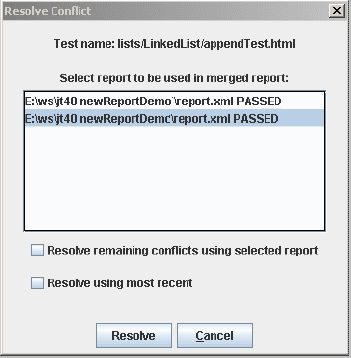 Resolve Conflict
Test name: lists/LinkedList/appendTest.html
Select report to be used in merged report:
E:\ws\jt40 newReportDemo'\report.xml PASSED
E:\ws\jt40 newReportDemo\report.xml PASSED
Resolve remaining conflicts using selected report
Resolve using most recent
Resolve Cancel